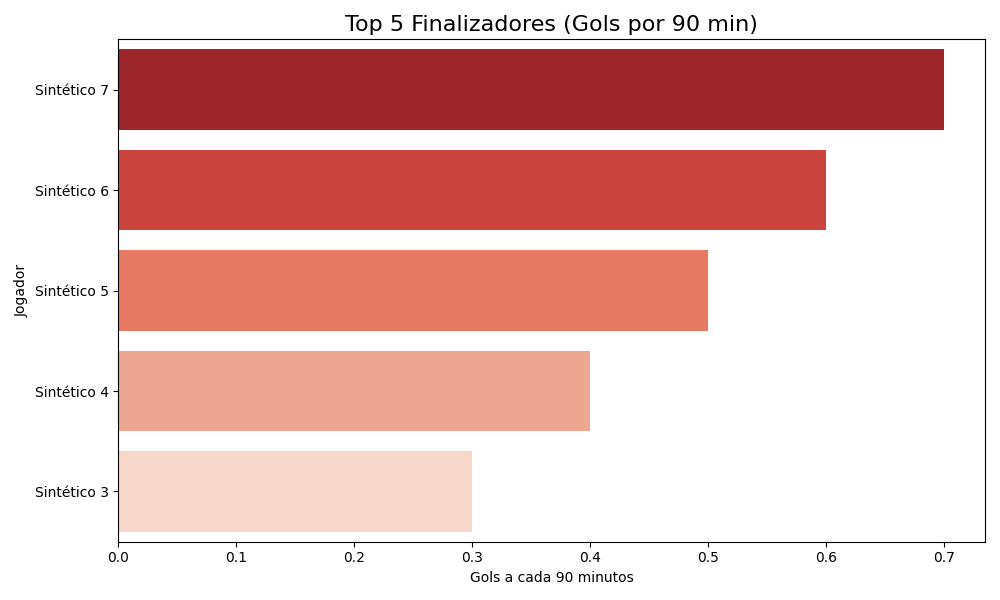 Top 5 Finalizadores (Gols por 90 min)
Jogador
Sintético 7
Sintético 6
Sintético 5
Sintético 4
Sintético 3
0.0 0.1 0.2 0.3 0.4 0.5 0.6 0.7
Gols a cada 90 minutos